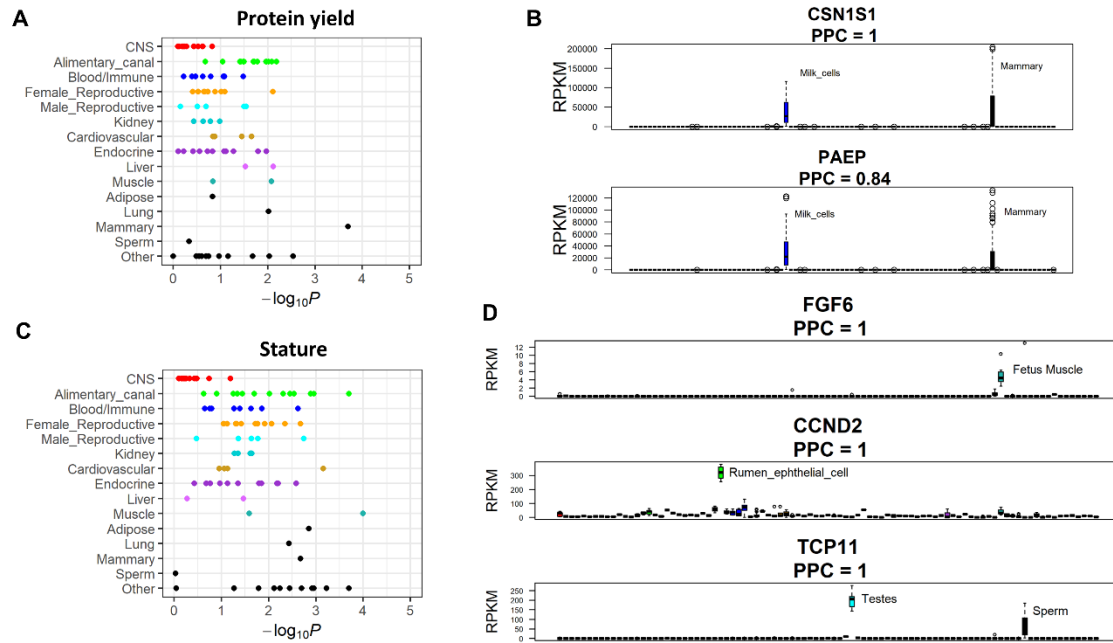 A
Protein yield
CNS
Alimentary_canal
Blood/Immune
Female_Reproductive
Male_Reproductive
Kidney
Cardiovascular
Endocrine
Liver
Muscle
Adipose
Lung
Mammary
Sperm
Other
0 1 2 3 4 5
−log₁₀P
B
CSN1S1
PPC = 1
RPKM
200000
150000
100000
50000
0
Milk_cells
Mammary
PAEP
PPC = 0.84
RPKM
120000
100000
80000
60000
40000
20000
0
Milk_cells
Mammary
C
Stature
CNS
Alimentary_canal
Blood/Immune
Female_Reproductive
Male_Reproductive
Kidney
Cardiovascular
Endocrine
Liver
Muscle
Adipose
Lung
Mammary
Sperm
Other
0 1 2 3 4 5
−log₁₀P
D
FGF6
PPC = 1
RPKM
12
10
8
6
4
2
0
Fetus Muscle
CCND2
PPC = 1
RPKM
300
200
100
0
Rumen_ephthelial_cell
TCP11
PPC = 1
RPKM
250
200
150
100
50
0
Testes
Sperm